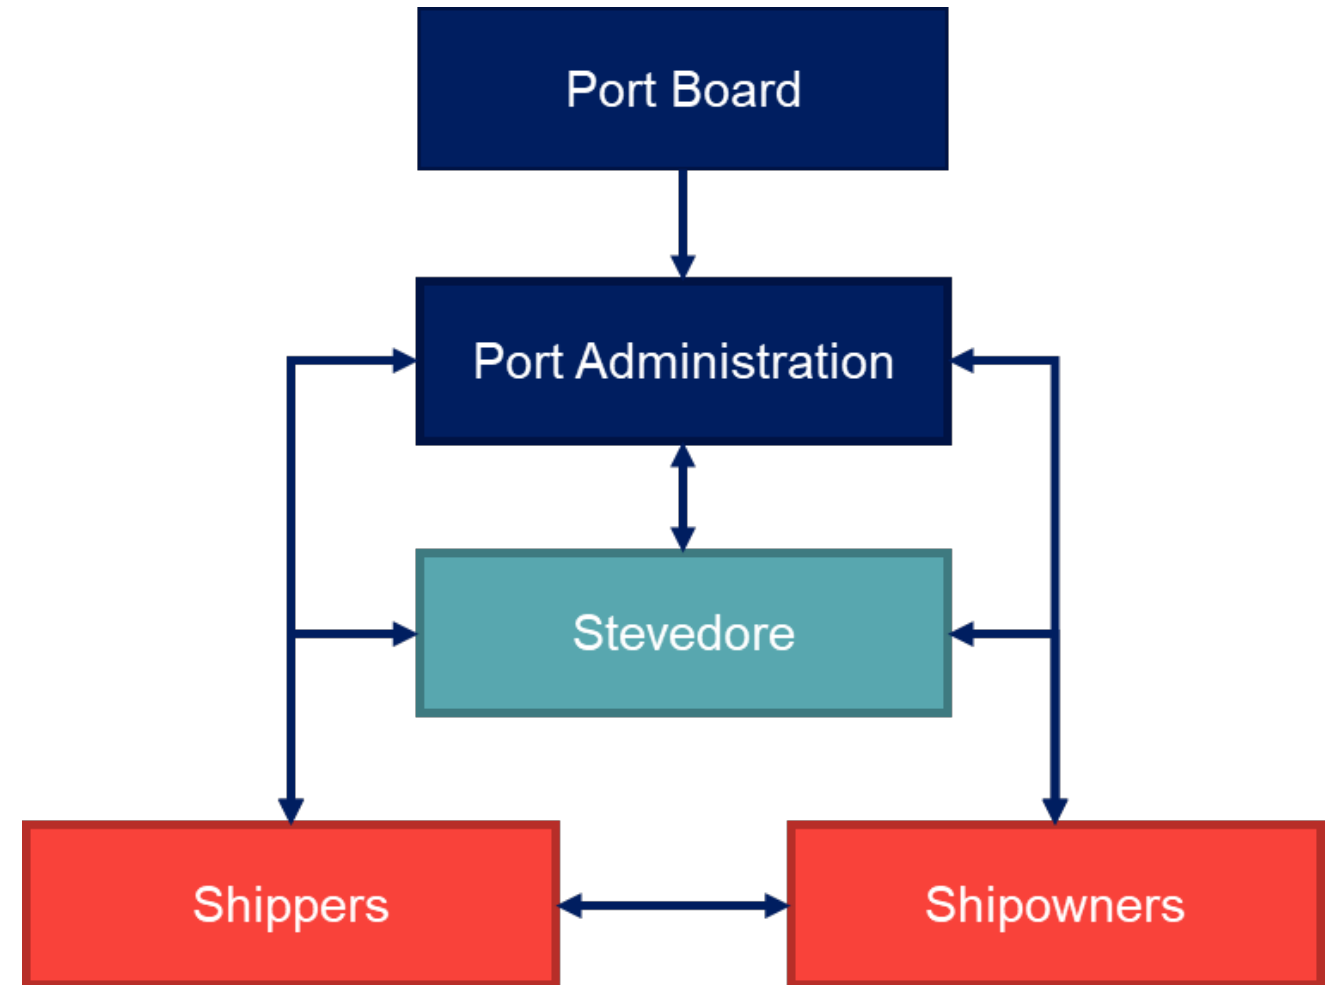 Port Board
Port Administration
Stevedore
Shippers
Shipowners